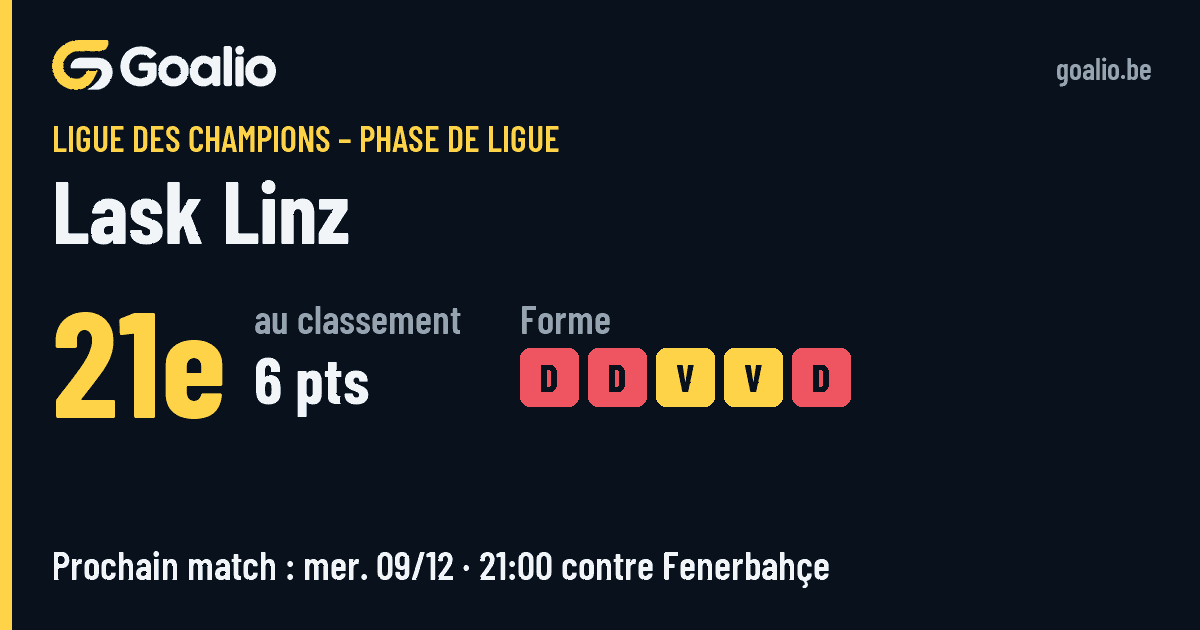 Goalio
goalio.be
LIGUE DES CHAMPIONS – PHASE DE LIGUE
Lask Linz
21e
au classement
6 pts
Forme
D D V V D
Prochain match : mer. 09/12 · 21:00 contre Fenerbahçe